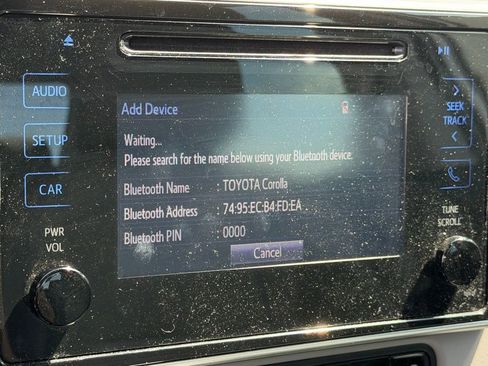 AUDIO
SETUP
CAR
PWR
VOL
Add Device
Waiting...
Please search for the name below using your Bluetooth device.
Bluetooth Name : TOYOTA Corolla
Bluetooth Address : 74:95:EC:B4:FD:EA
Bluetooth PIN : 0000
Cancel
SEEK
TRACK
TUNE
SCROLL